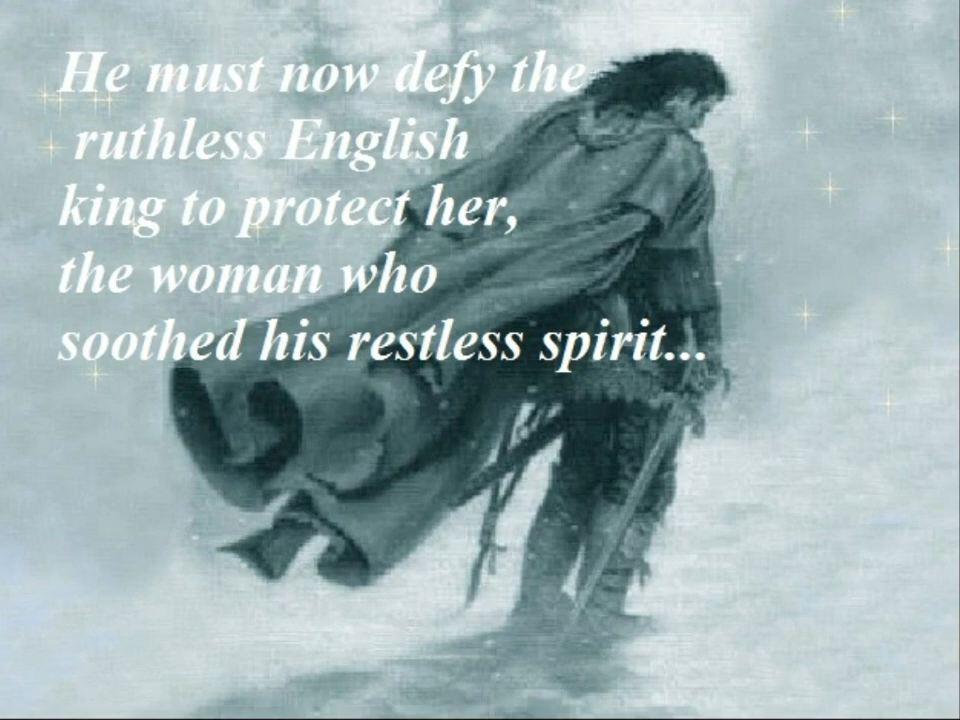 He must now defy the
ruthless English
king to protect her,
the woman who
soothed his restless spirit...